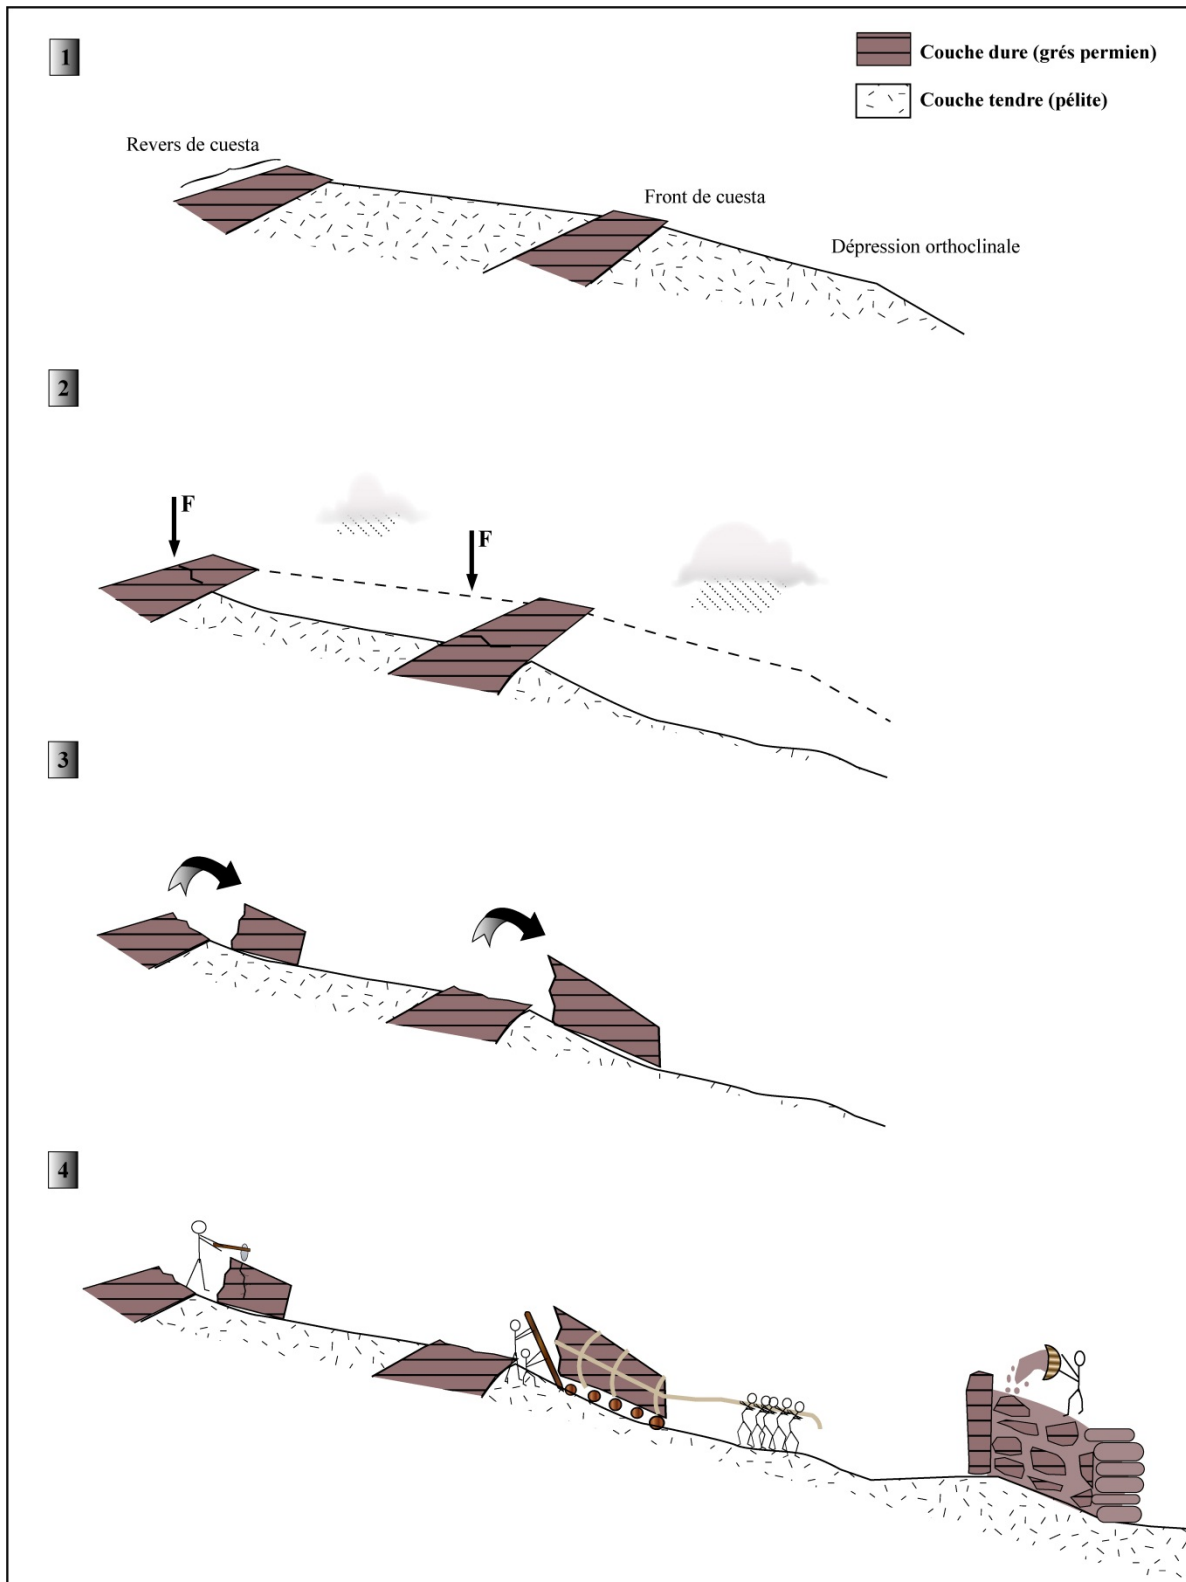 1
Couche dure (grés permien)
Couche tendre (pélite)
Revers de cuesta
Front de cuesta
Dépression orthoclinale
2
F
F
3
4